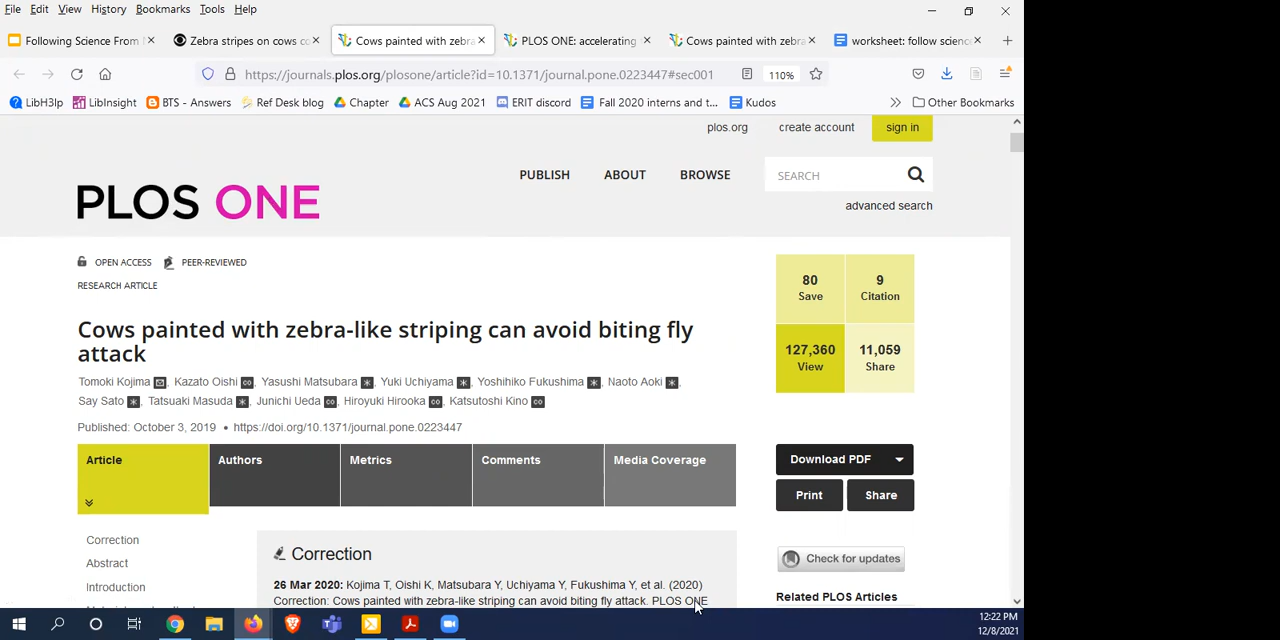 File Edit View History Bookmarks Tools Help
Following Science From
Zebra stripes on cows c
Cows painted with zebra
PLOS ONE: accelerating
Cows painted with zebra
worksheet: follow scienc
https://journals.plos.org/plosone/article?id=10.1371/journal.pone.0223447#sec001
110%
LibH3lp LibInsight BTS - Answers Ref Desk blog Chapter ACS Aug 2021 ERIT discord Fall 2020 interns and t... Kudos Other Bookmarks
plos.org create account sign in
PLOS ONE
PUBLISH ABOUT BROWSE SEARCH
advanced search
OPEN ACCESS PEER-REVIEWED
RESEARCH ARTICLE
Cows painted with zebra-like striping can avoid biting fly
attack
Tomoki Kojima, Kazato Oishi, Yasushi Matsubara, Yuki Uchiyama, Yoshihiko Fukushima, Naoto Aoki,
Say Sato, Tatsuaki Masuda, Junichi Ueda, Hiroyuki Hirooka, Katsutoshi Kino
Published: October 3, 2019 • https://doi.org/10.1371/journal.pone.0223447
80
Save
9
Citation
127,360
View
11,059
Share
Article Authors Metrics Comments Media Coverage
Download PDF
Print Share
Check for updates
Related PLOS Articles
Correction
Abstract
Introduction
Correction
26 Mar 2020: Kojima T, Oishi K, Matsubara Y, Uchiyama Y, Fukushima Y, et al. (2020)
Correction: Cows painted with zebra-like striping can avoid biting fly attack. PLOS ONE
12:22 PM
12/8/2021